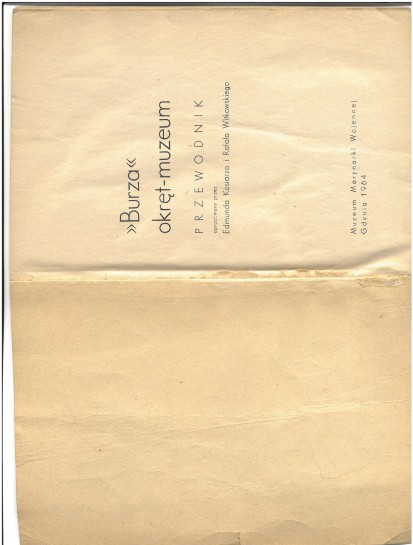 »Burza«
okręt-muzeum
PRZEWODNIK
opracowany przez
Edmunda Kosiarza i Rafała Witkowskiego
Muzeum Marynarki Wojennej
Gdynia 1964